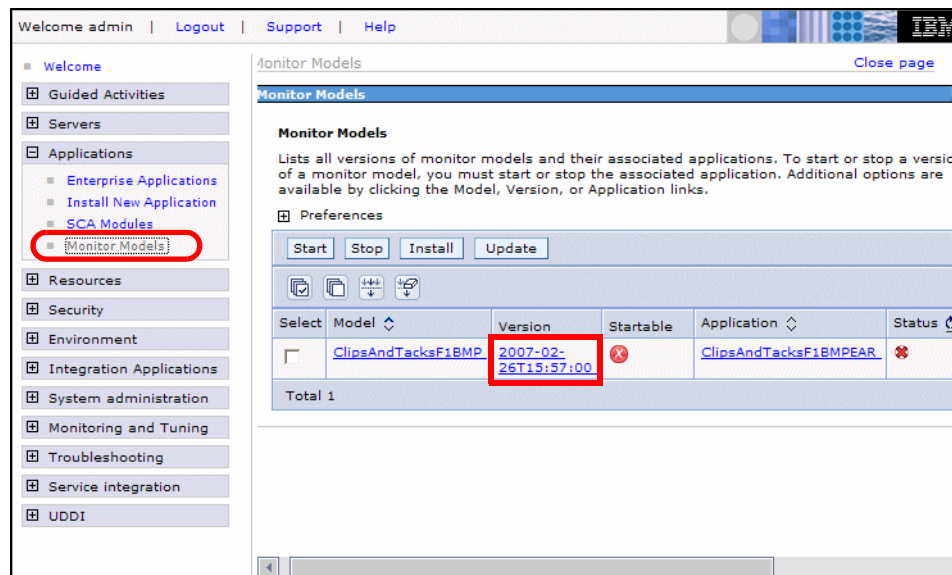 Welcome admin | Logout | Support | Help
IBM
Welcome
Guided Activities
Servers
Applications
Enterprise Applications
Install New Application
SCA Modules
Monitor Models
Resources
Security
Environment
Integration Applications
System administration
Monitoring and Tuning
Troubleshooting
Service integration
UDDI
Monitor Models Close page
Monitor Models
Monitor Models
Lists all versions of monitor models and their associated applications. To start or stop a versio
of a monitor model, you must start or stop the associated application. Additional options are
available by clicking the Model, Version, or Application links.
Preferences
Start Stop Install Update
Select Model Version Startable Application Status
ClipsAndTacksF1BMP 2007-02-26T15:57:00 ClipsAndTacksF1BMPEAR
Total 1